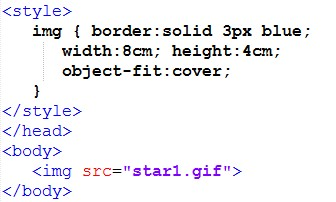 <style>
img { border:solid 3px blue;
width:8cm; height:4cm;
object-fit:cover;
}
</style>
</head>
<body>
<img src="star1.gif">
</body>